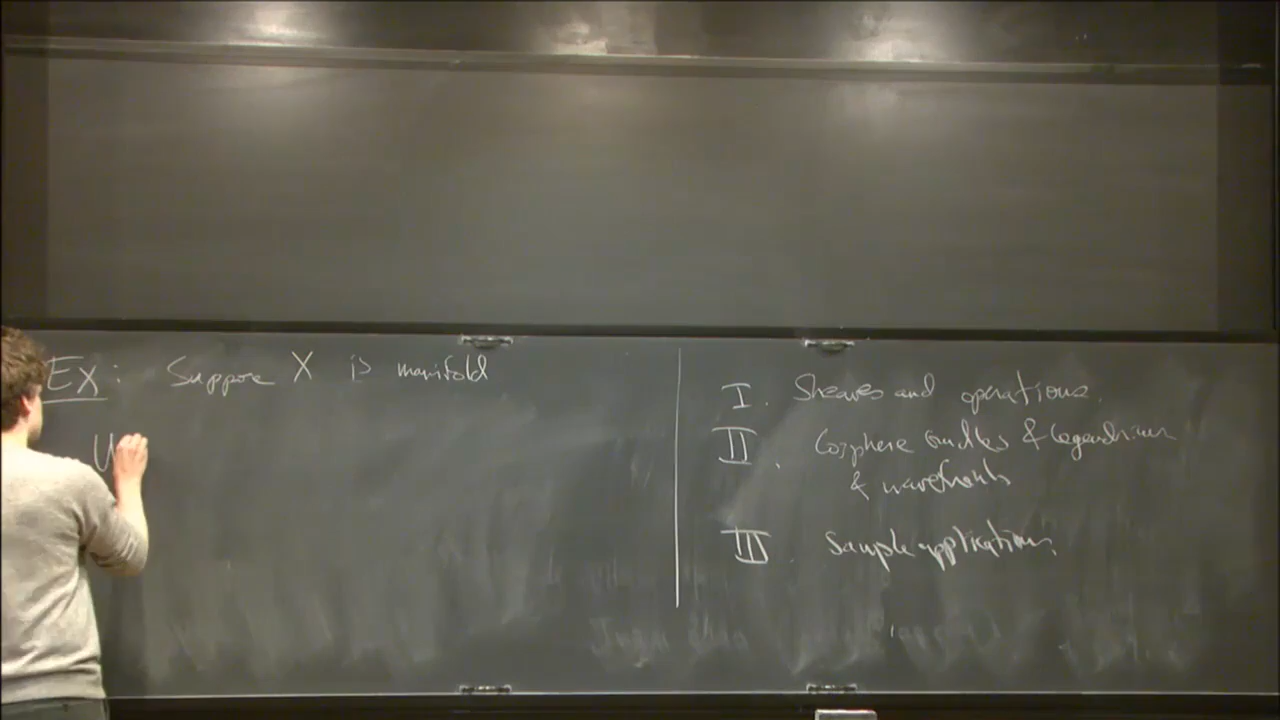 Ex: Suppose X is manifold
U
I. Sheaves and operations.
II. Cosphere bundles & Legendrians
& wavefronts
III Sample applications.